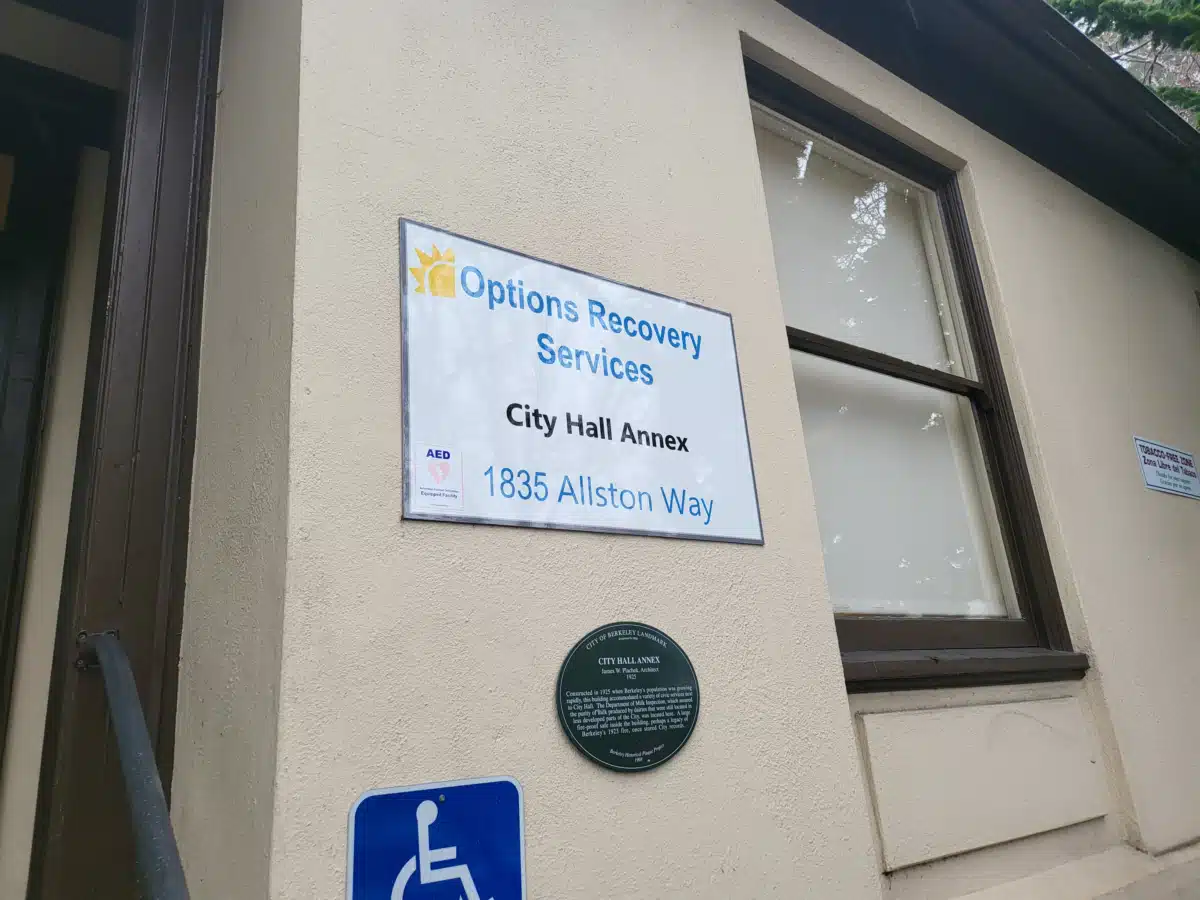 Options Recovery
Services
City Hall Annex
1835 Allston Way
AED
Equipped Facility
CITY OF BERKELEY LANDMARK
CITY HALL ANNEX
James W. Plachek, Architect
1925
Constructed in 1925 when Berkeley's population was growing
rapidly, this building accommodated a variety of civic services next
to City Hall. The Department of Milk Inspection, which assured
the purity of milk produced by dairies that were still located in
less developed parts of the City, was located here. A large
fire-proof safe inside the building, perhaps a legacy of
Berkeley's 1923 fire, once stored City records.
Berkeley Historical Plaque Project
TOBACCO-FREE ZONE
Zona Libre del Tabaco